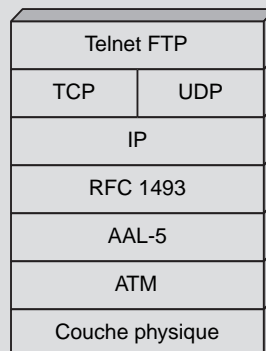 Telnet FTP
TCP UDP
IP
RFC 1493
AAL-5
ATM
Couche physique